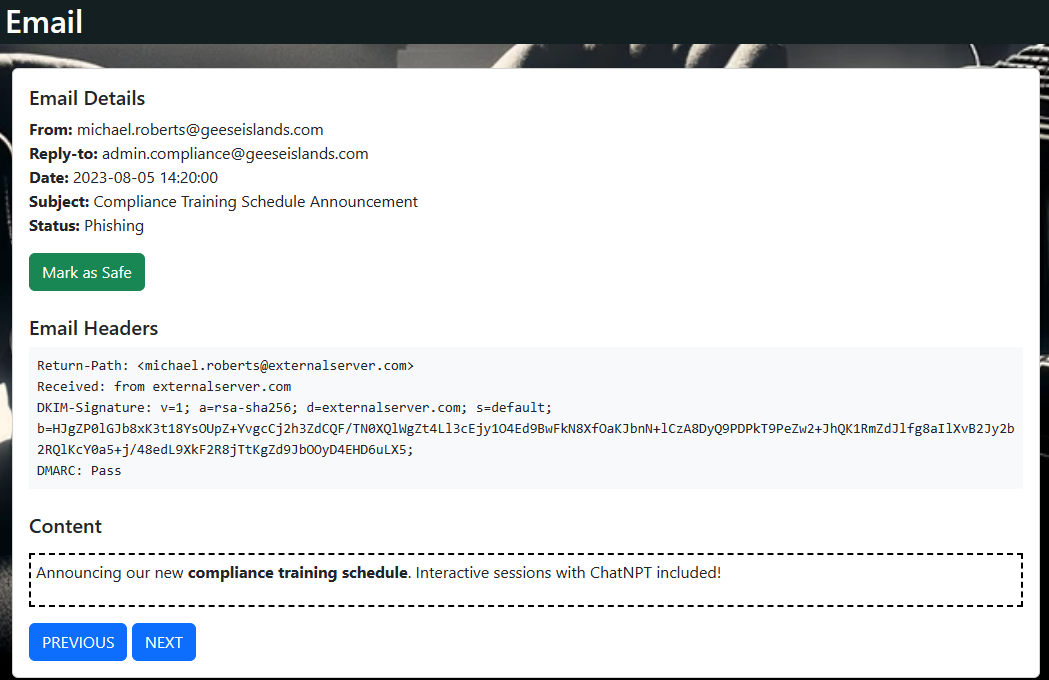 Email
Email Details
From: michael.roberts@geeseislands.com
Reply-to: admin.compliance@geeseislands.com
Date: 2023-08-05 14:20:00
Subject: Compliance Training Schedule Announcement
Status: Phishing
Mark as Safe
Email Headers
Return-Path: <michael.roberts@externalserver.com>
Received: from externalserver.com
DKIM-Signature: v=1; a=rsa-sha256; d=externalserver.com; s=default;
b=HJgZP0lGJb8xK3t18YsOUpZ+YvgcCj2h3ZdCQF/TN0XQlWgZt4Ll3cEjy1O4Ed9BwFkN8XfOaKJbnN+lCzA8DyQ9PDPkT9PeZw2+JhQK1RmZdJlfg8aIlXvB2Jy2b
2RQlKcY0a5+j/48edL9XkF2R8jTtKgZd9JbOOyD4EHD6uLX5;
DMARC: Pass
Content
Announcing our new compliance training schedule. Interactive sessions with ChatNPT included!
PREVIOUS NEXT